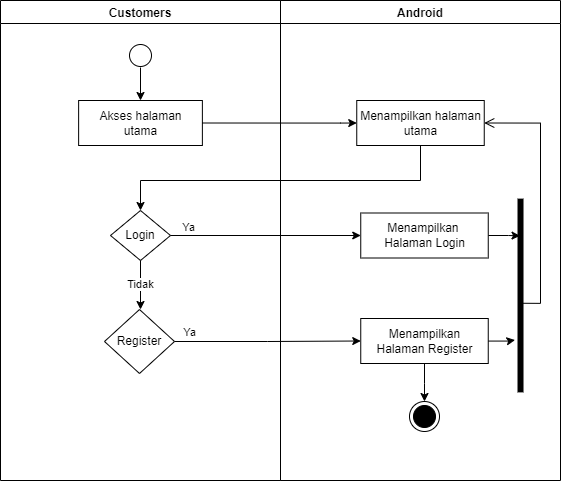 Customers
Android
Akses halaman
utama
Menampilkan halaman
utama
Login
Ya
Menampilkan
Halaman Login
Tidak
Register
Ya
Menampilkan
Halaman Register